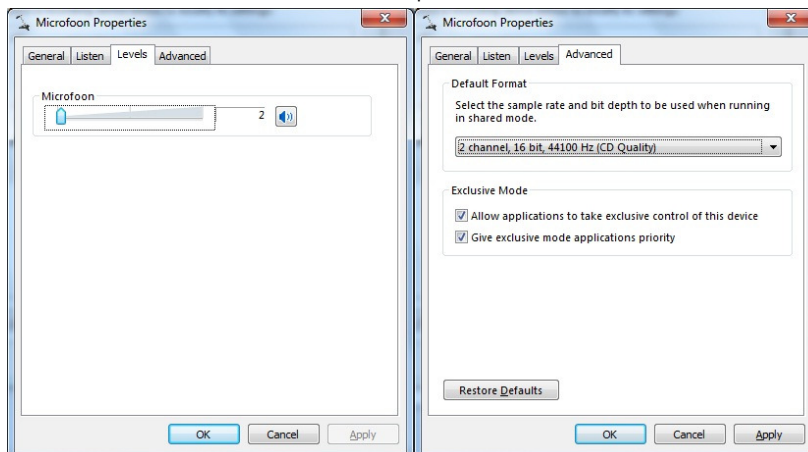 Microfoon Properties
General Listen Levels Advanced
Microfoon
2
OK Cancel Apply
Microfoon Properties
General Listen Levels Advanced
Default Format
Select the sample rate and bit depth to be used when running
in shared mode.
2 channel, 16 bit, 44100 Hz (CD Quality)
Exclusive Mode
Allow applications to take exclusive control of this device
Give exclusive mode applications priority
Restore Defaults
OK Cancel Apply